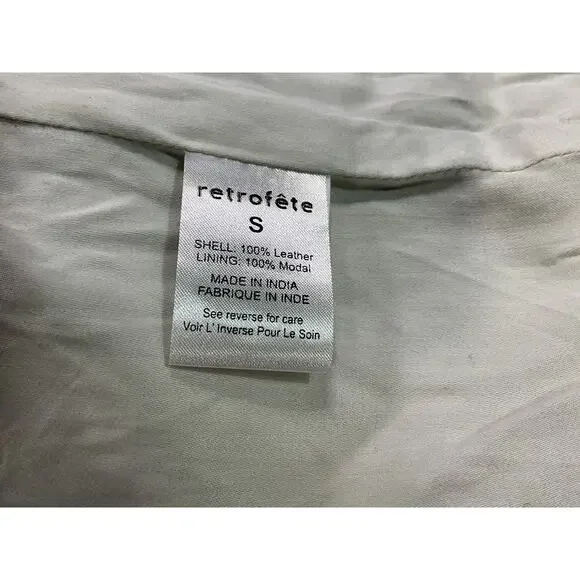 retrofête
S
SHELL: 100% Leather
LINING: 100% Modal
MADE IN INDIA
FABRIQUE IN INDE
See reverse for care
Voir L' Inverse Pour Le Soin